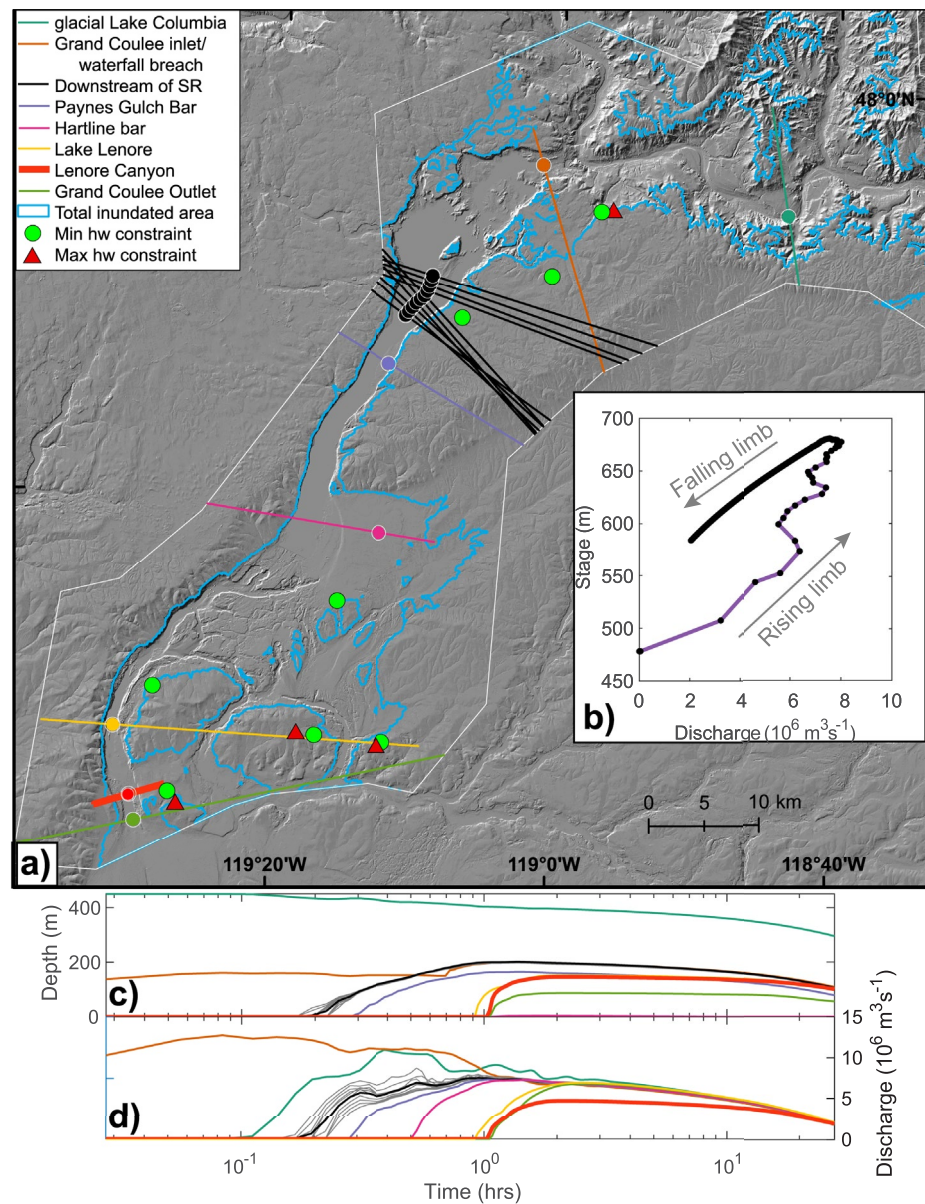 glacial Lake Columbia
Grand Coulee inlet/
waterfall breach
Downstream of SR
Paynes Gulch Bar
Hartline bar
Lake Lenore
Lenore Canyon
Grand Coulee Outlet
Total inundated area
Min hw constraint
Max hw constraint
48°0'N
700
650
600
550
500
450
Stage (m)
Falling limb
Rising limb
0 2 4 6 8 10
Discharge (10⁶ m³s⁻¹)
b)
0 5 10 km
a)
119°20'W 119°0'W 118°40'W
400
200
0
Depth (m)
c)
15
10
5
0
Discharge (10⁶ m³s⁻¹)
d)
10⁻¹ 10⁰ 10¹
Time (hrs)